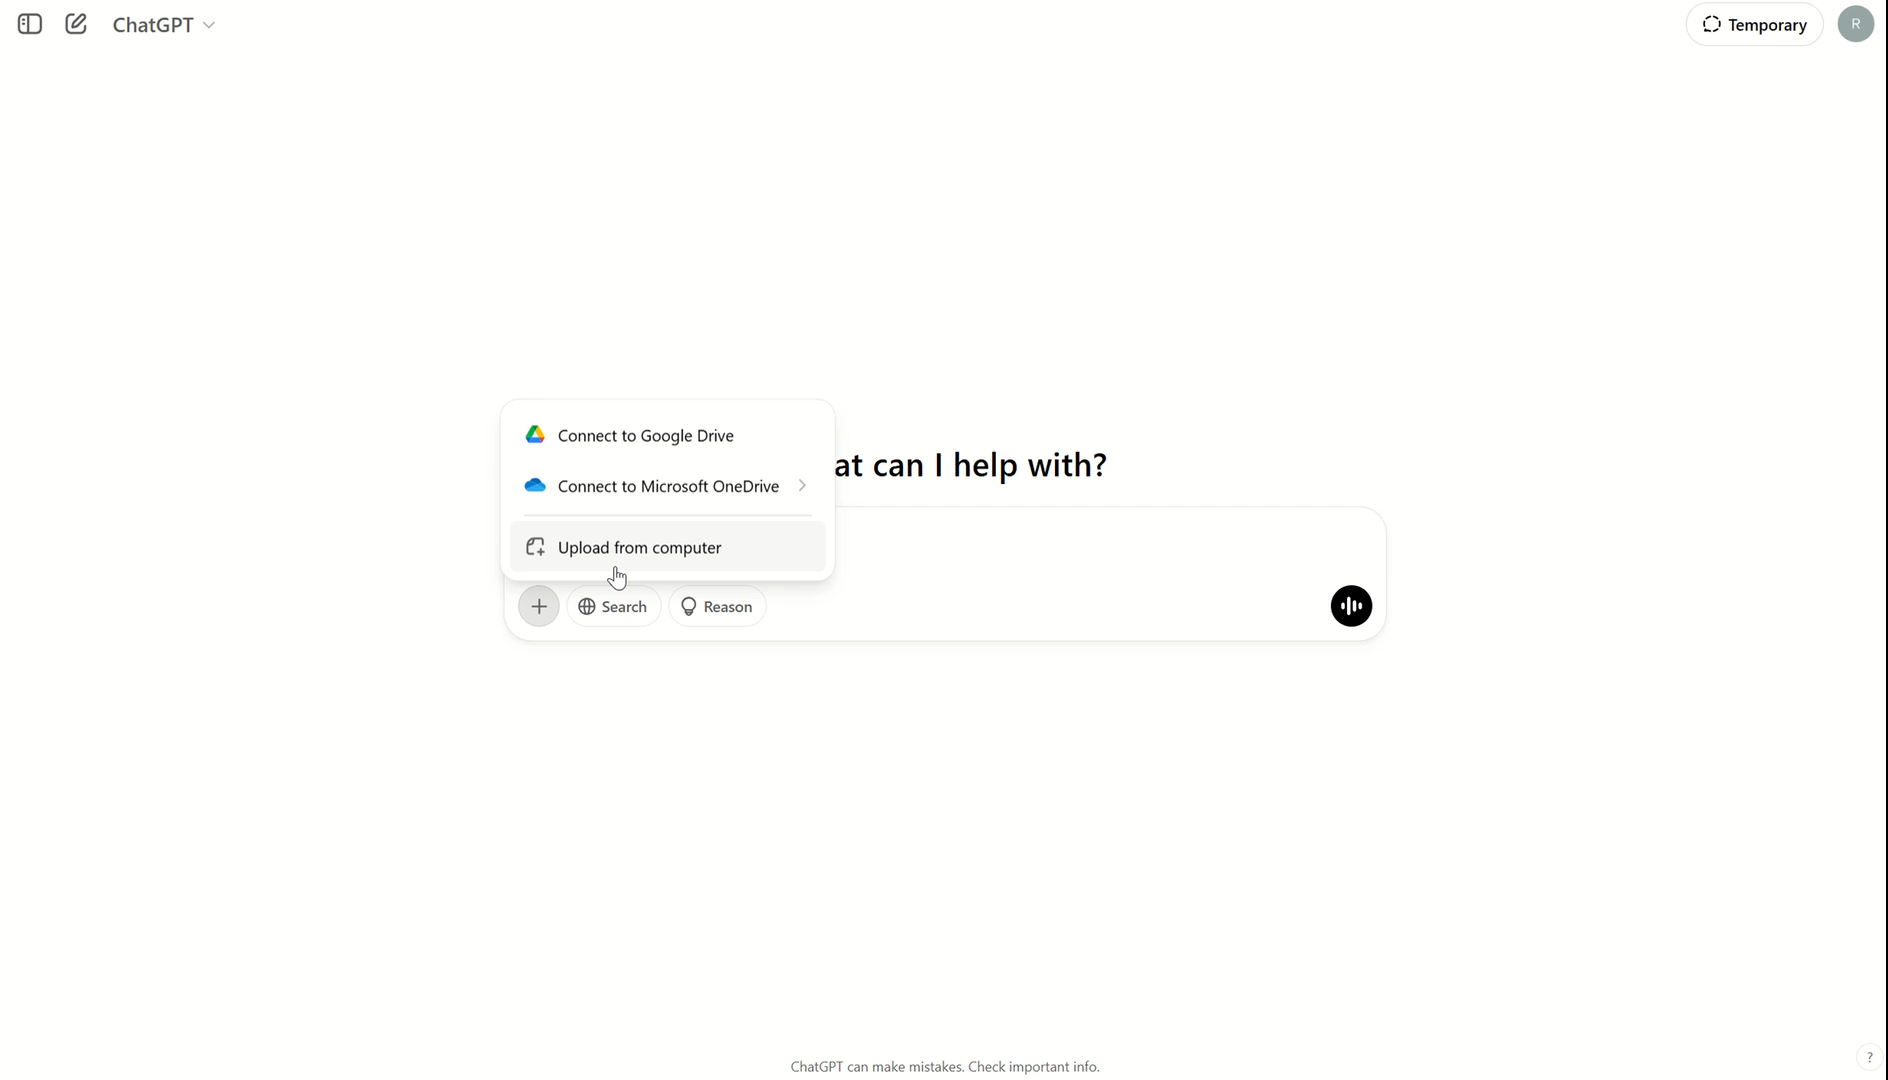 ChatGPT
Temporary
R
Connect to Google Drive
at can I help with?
Connect to Microsoft OneDrive
Upload from computer
Search
Reason
ChatGPT can make mistakes. Check important info.
?